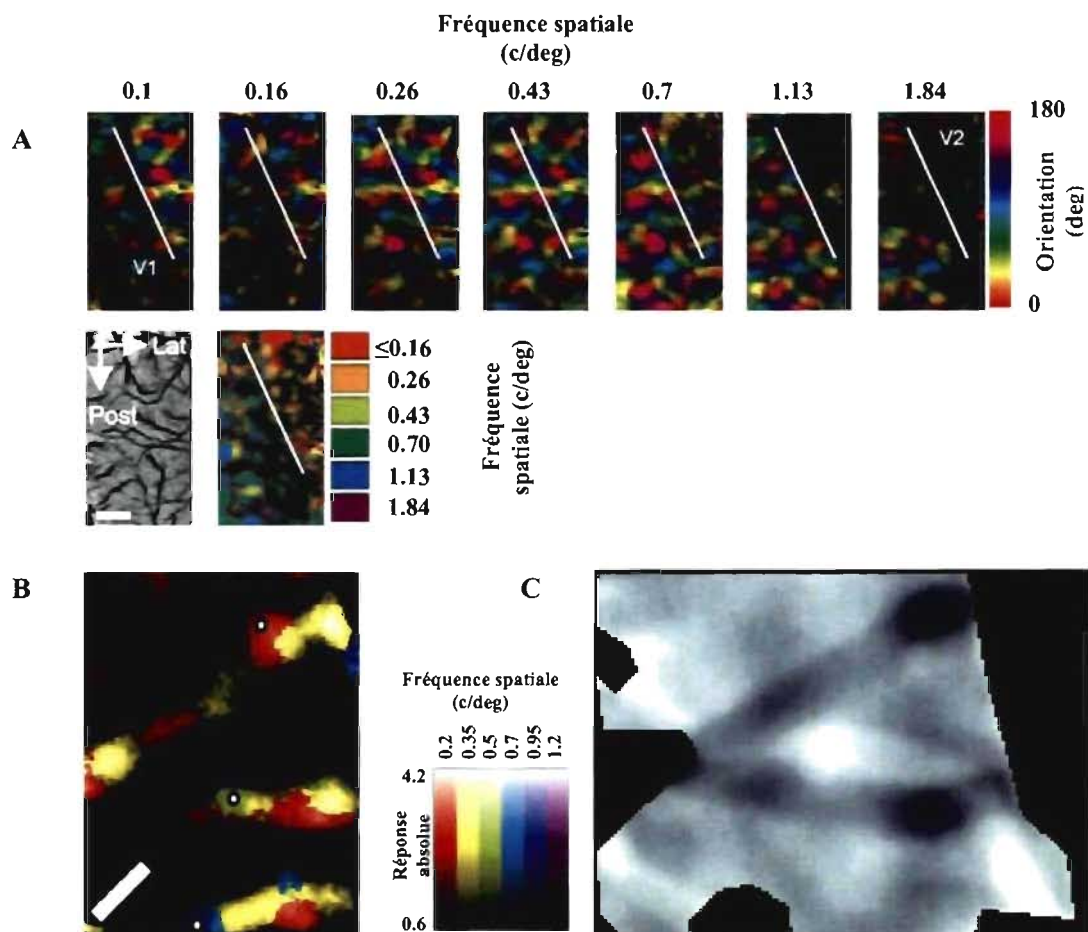 Fréquence spatiale
(c/deg)
0.1 0.16 0.26 0.43 0.7 1.13 1.84
A
V1
V2
180
Orientation
(deg)
0
Lat
Post
≤0.16
0.26
0.43
0.70
1.13
1.84
Fréquence
spatiale (c/deg)
B
Fréquence spatiale
(c/deg)
0.2 0.35 0.5 0.7 0.95 1.2
4.2
Réponse
absolue
0.6
C